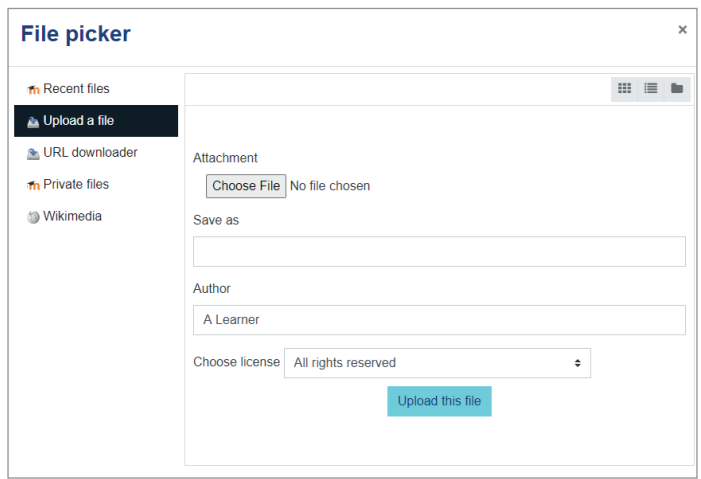 File picker
×
Recent files
Upload a file
URL downloader
Private files
Wikimedia
Attachment
Choose File No file chosen
Save as
Author
A Learner
Choose license All rights reserved
Upload this file